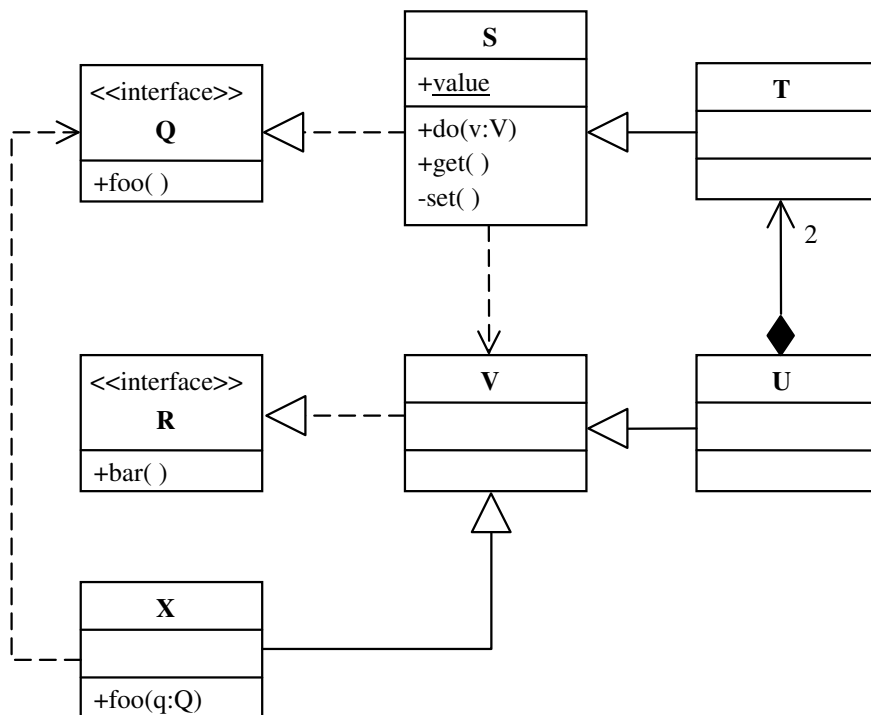 <<interface>>
Q
+foo( )
S
+value
+do(v:V)
+get( )
-set( )
T
2
<<interface>>
R
+bar( )
V
U
X
+foo(q:Q)